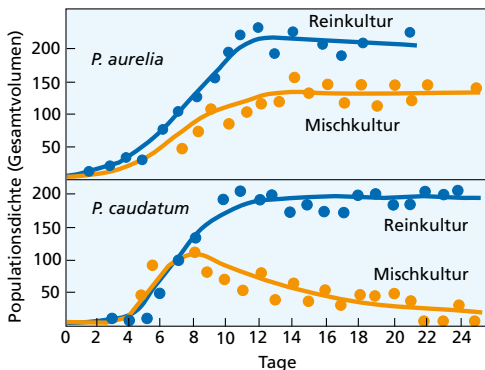 Populationsdichte (Gesamtvolumen)
200
150
100
50
P. aurelia
Reinkultur
Mischkultur
200
150
100
50
P. caudatum
Reinkultur
Mischkultur
0 2 4 6 8 10 12 14 16 18 20 22 24
Tage